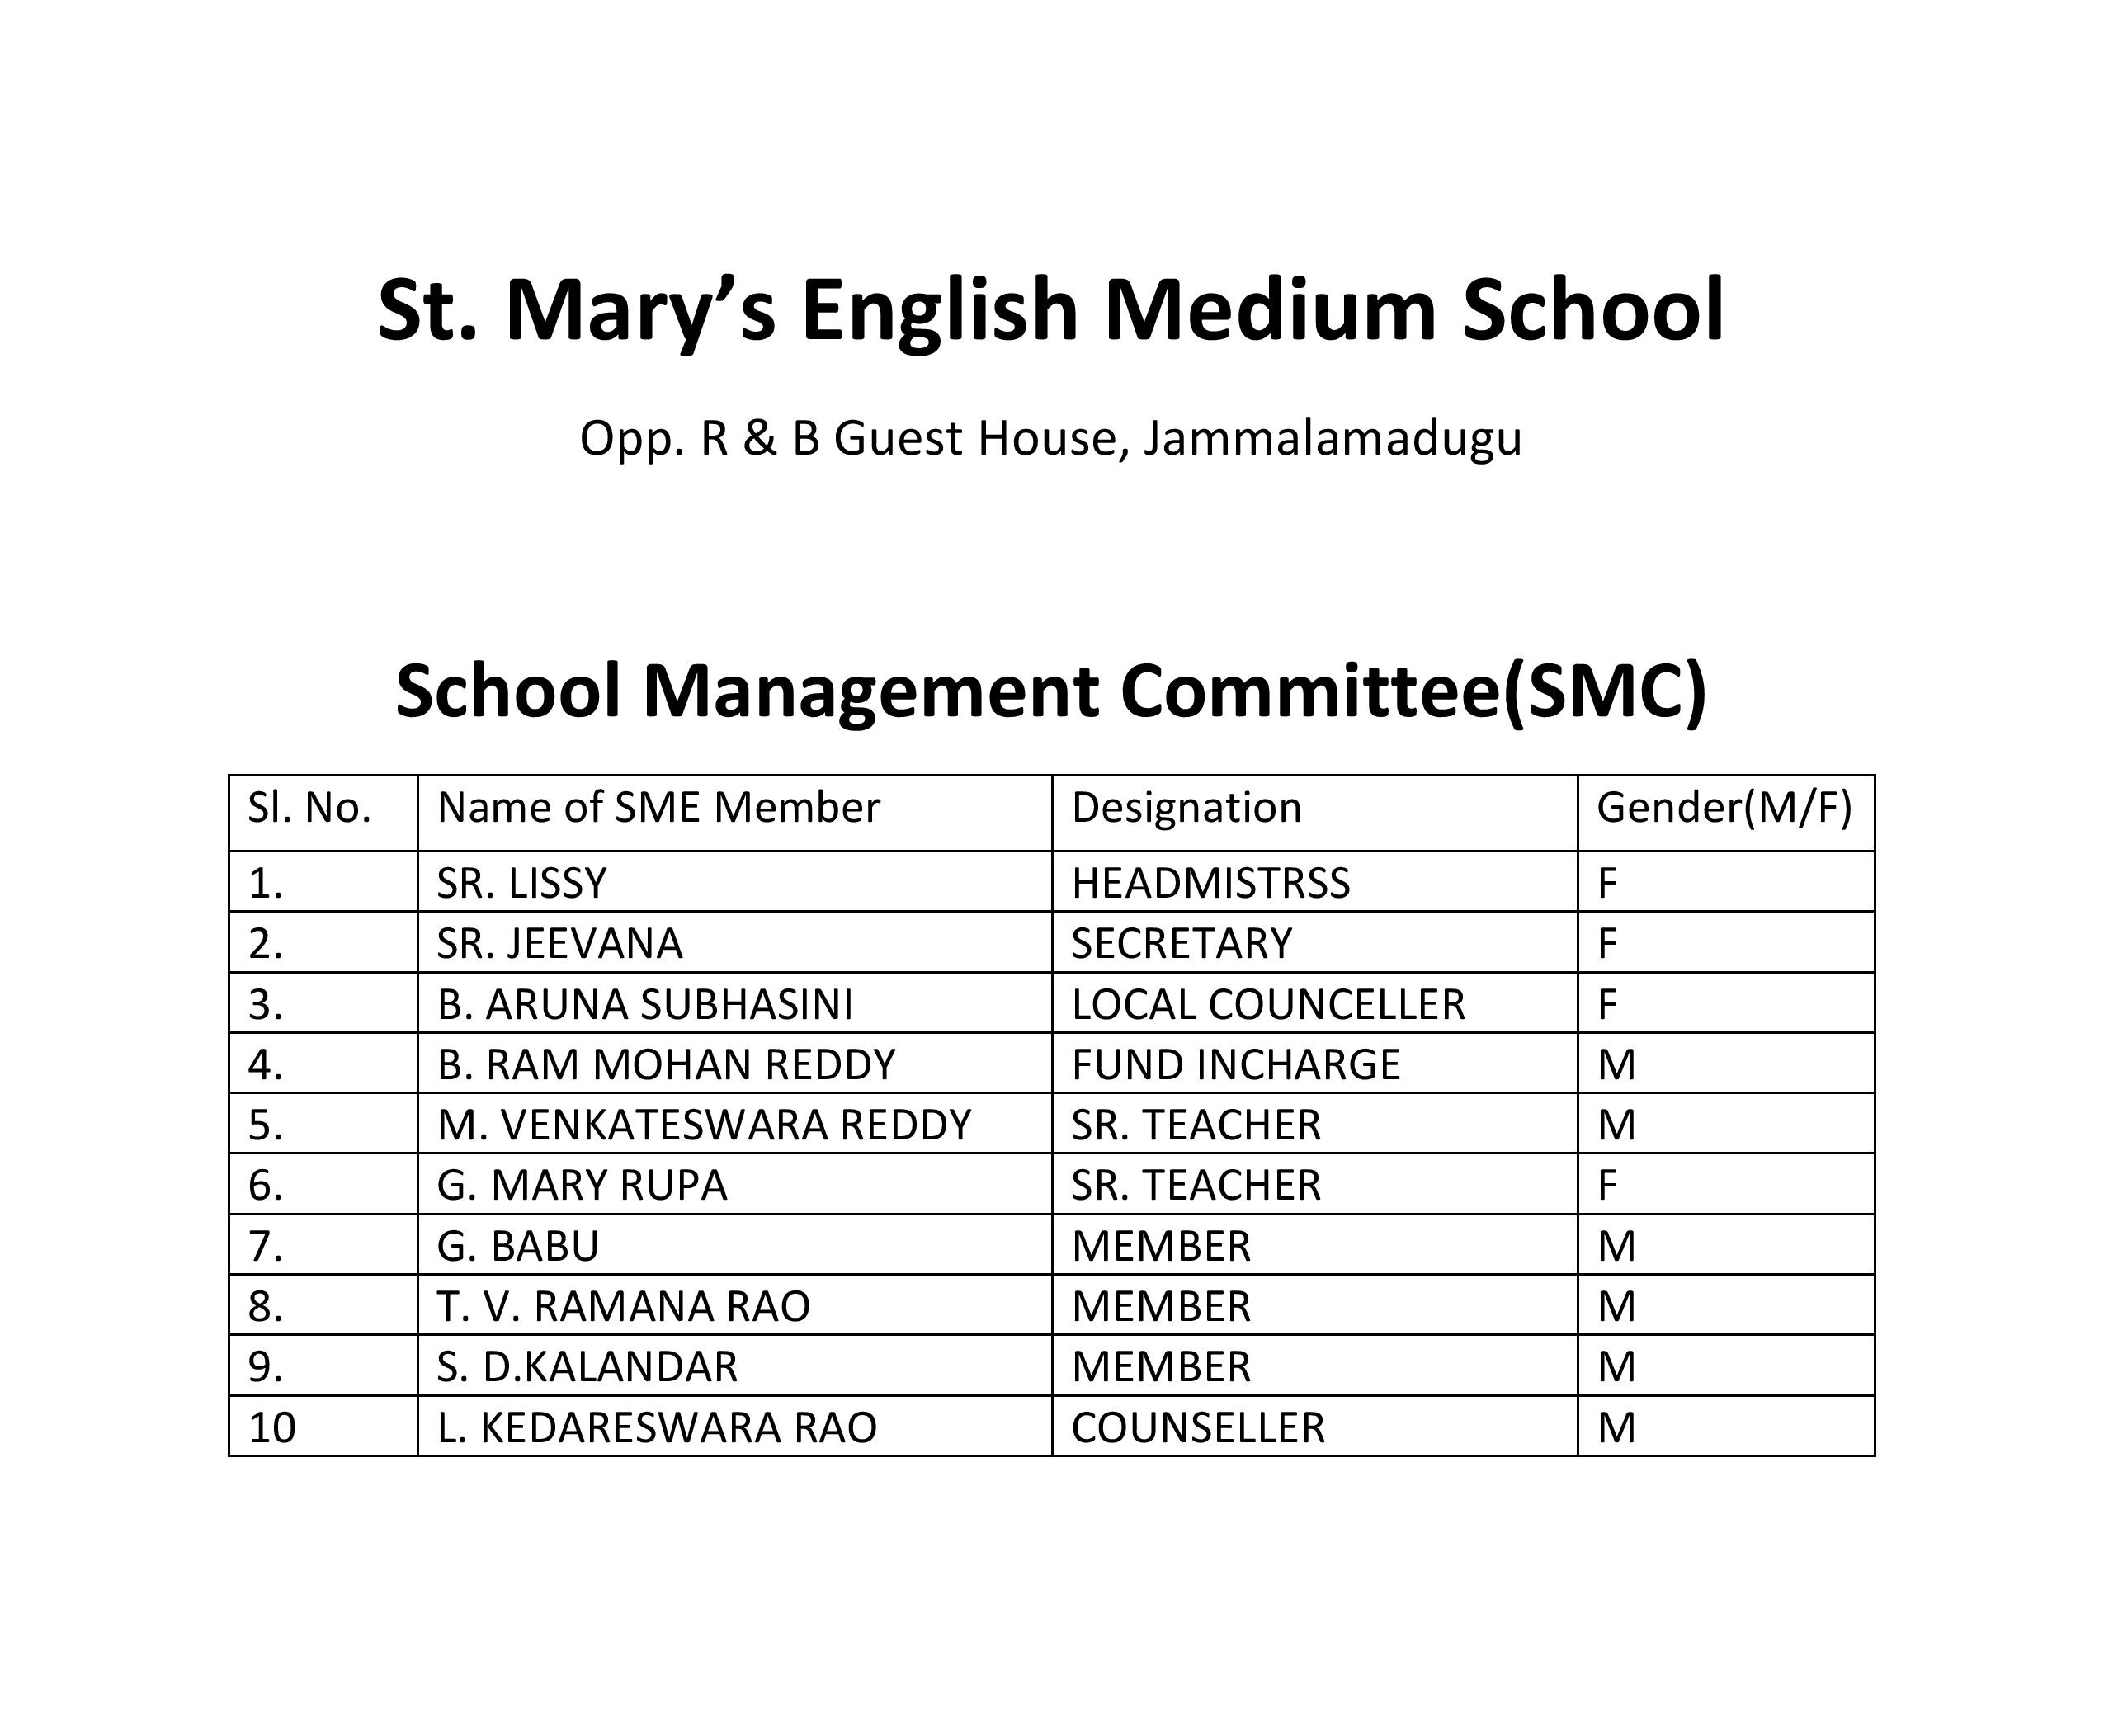 St. Mary’s English Medium School
Opp. R & B Guest House, Jammalamadugu
School Management Committee(SMC)
Sl. No. Name of SME Member Designation Gender(M/F)
1. SR. LISSY HEADMISTRSS F
2. SR. JEEVANA SECRETARY F
3. B. ARUNA SUBHASINI LOCAL COUNCELLER F
4. B. RAM MOHAN REDDY FUND INCHARGE M
5. M. VENKATESWARA REDDY SR. TEACHER M
6. G. MARY RUPA SR. TEACHER F
7. G. BABU MEMBER M
8. T. V. RAMANA RAO MEMBER M
9. S. D.KALANDAR MEMBER M
10 L. KEDARESWARA RAO COUNSELLER M